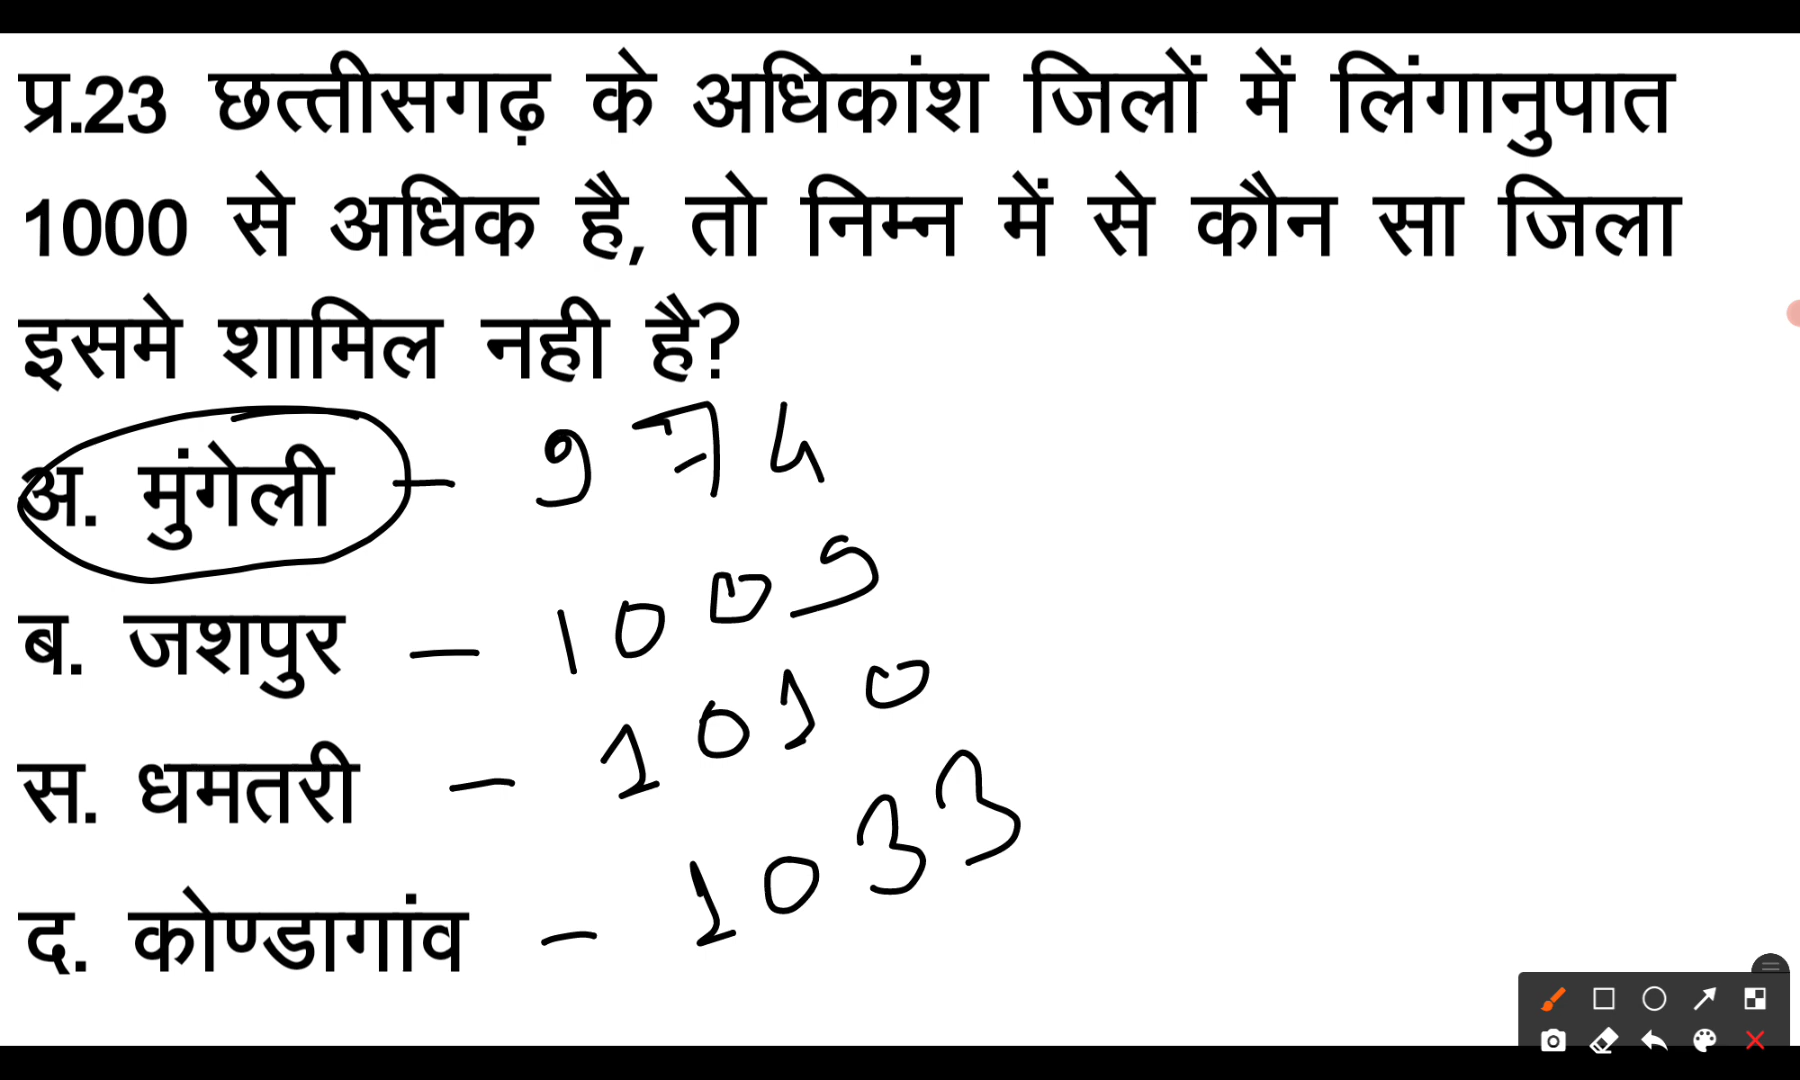 प्र.23 छत्तीसगढ़ के अधिकांश जिलों में लिंगानुपात
1000 से अधिक है, तो निम्न में से कौन सा जिला
इसमे शामिल नही है?
अ. मुंगेली – 974
ब. जशपुर – 1005
स. धमतरी – 1010
द. कोण्डागांव – 1033